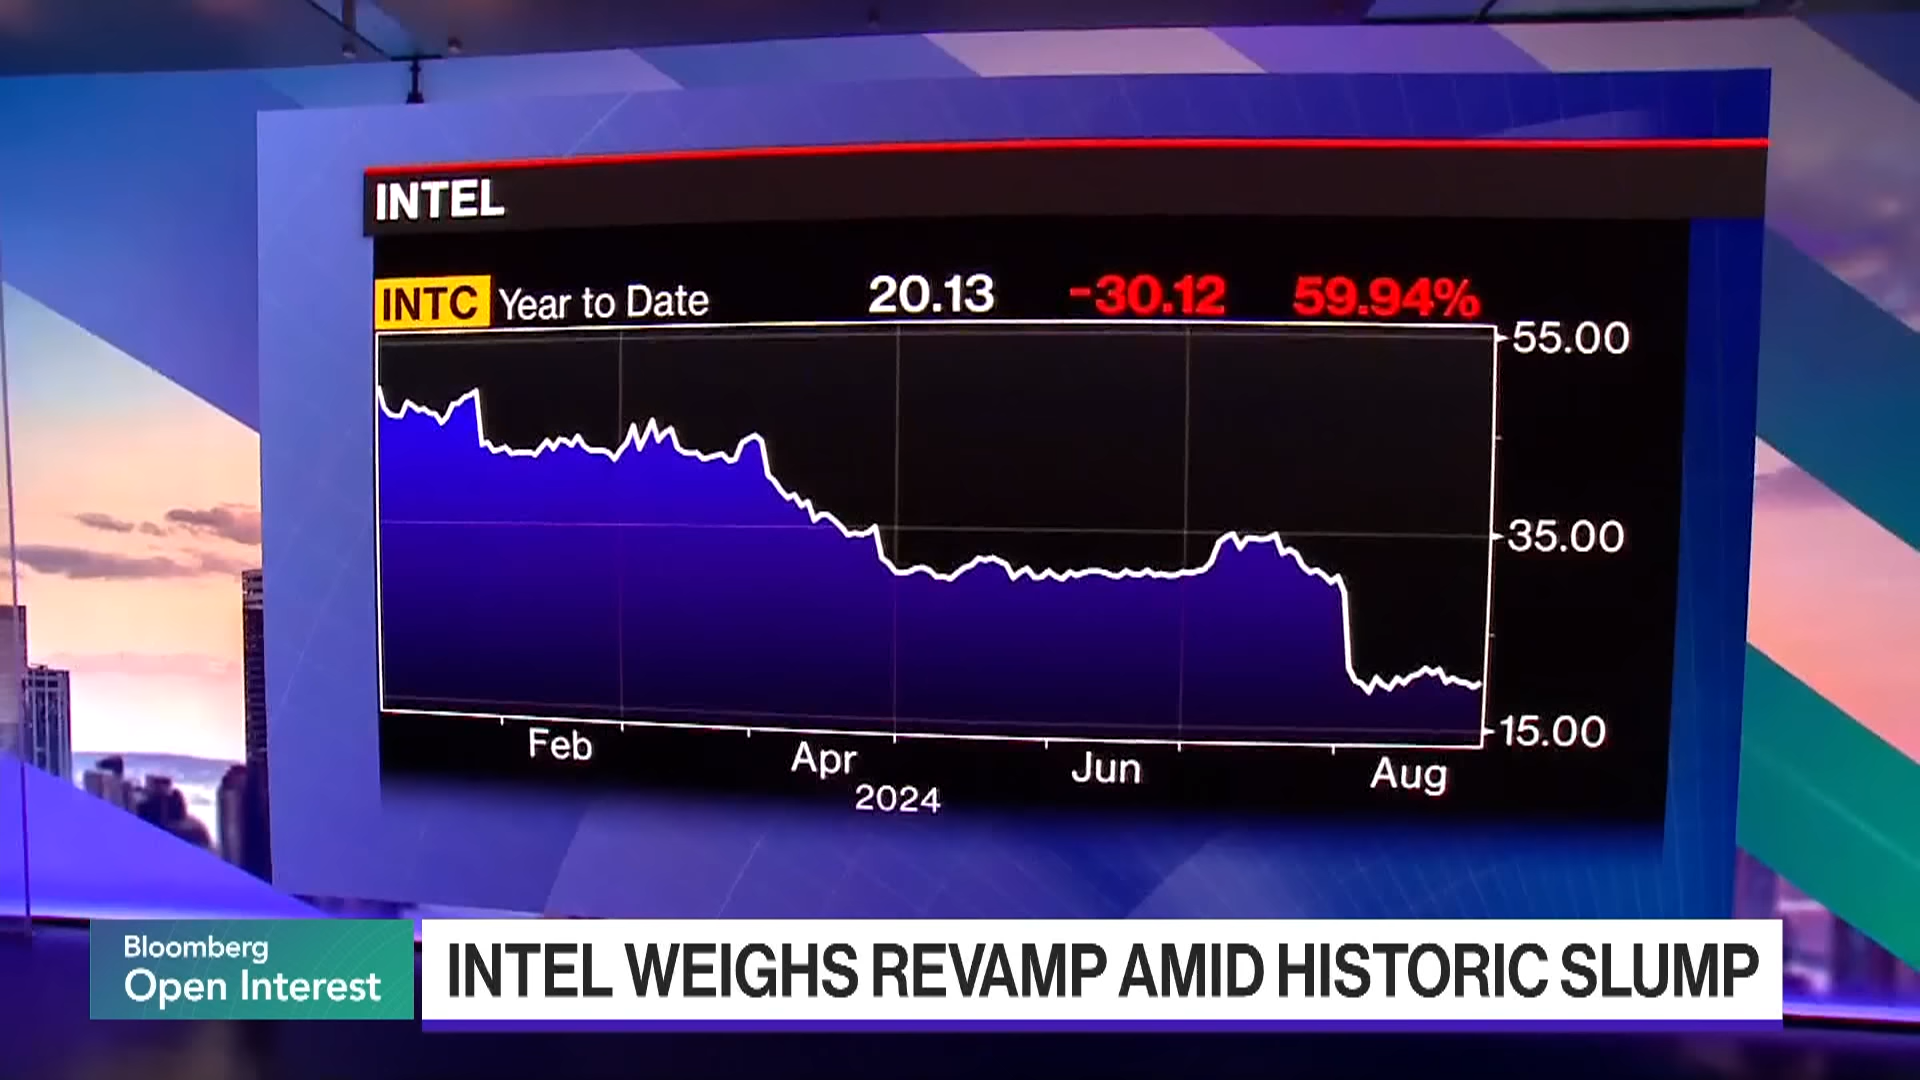 INTEL
INTC Year to Date 20.13 -30.12 59.94%
55.00
35.00
15.00
Feb Apr Jun Aug
2024
Bloomberg
Open Interest
INTEL WEIGHS REVAMP AMID HISTORIC SLUMP